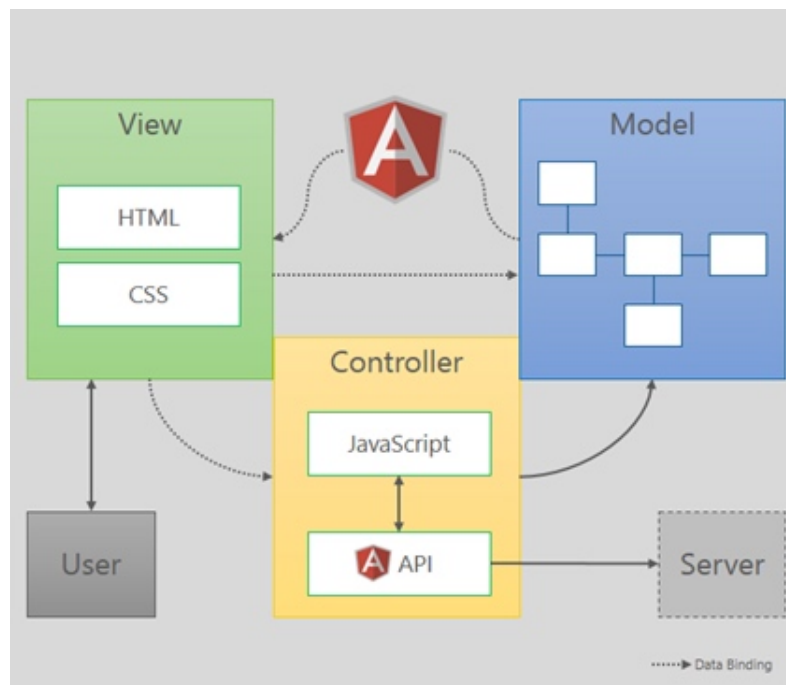 View
Model
HTML
CSS
Controller
JavaScript
API
User
Server
Data Binding